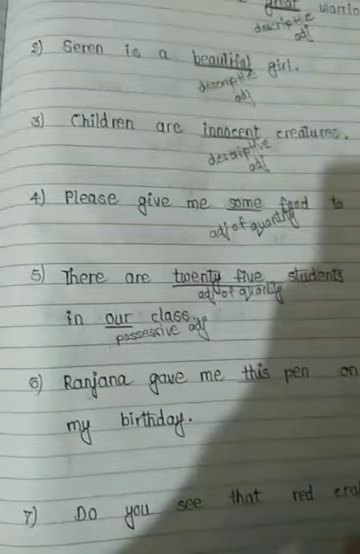 great warrio
descriptive
adj
2) Seren is a beautiful girl.
descriptive
adj
3) Children are innocent creatures.
descriptive
adj
4) Please give me some food to
adj of quantity
5) There are twenty five students
adj of quantity
in our class
possessive adj
6) Ranjana gave me this pen on
my birthday.
7) Do you see that red